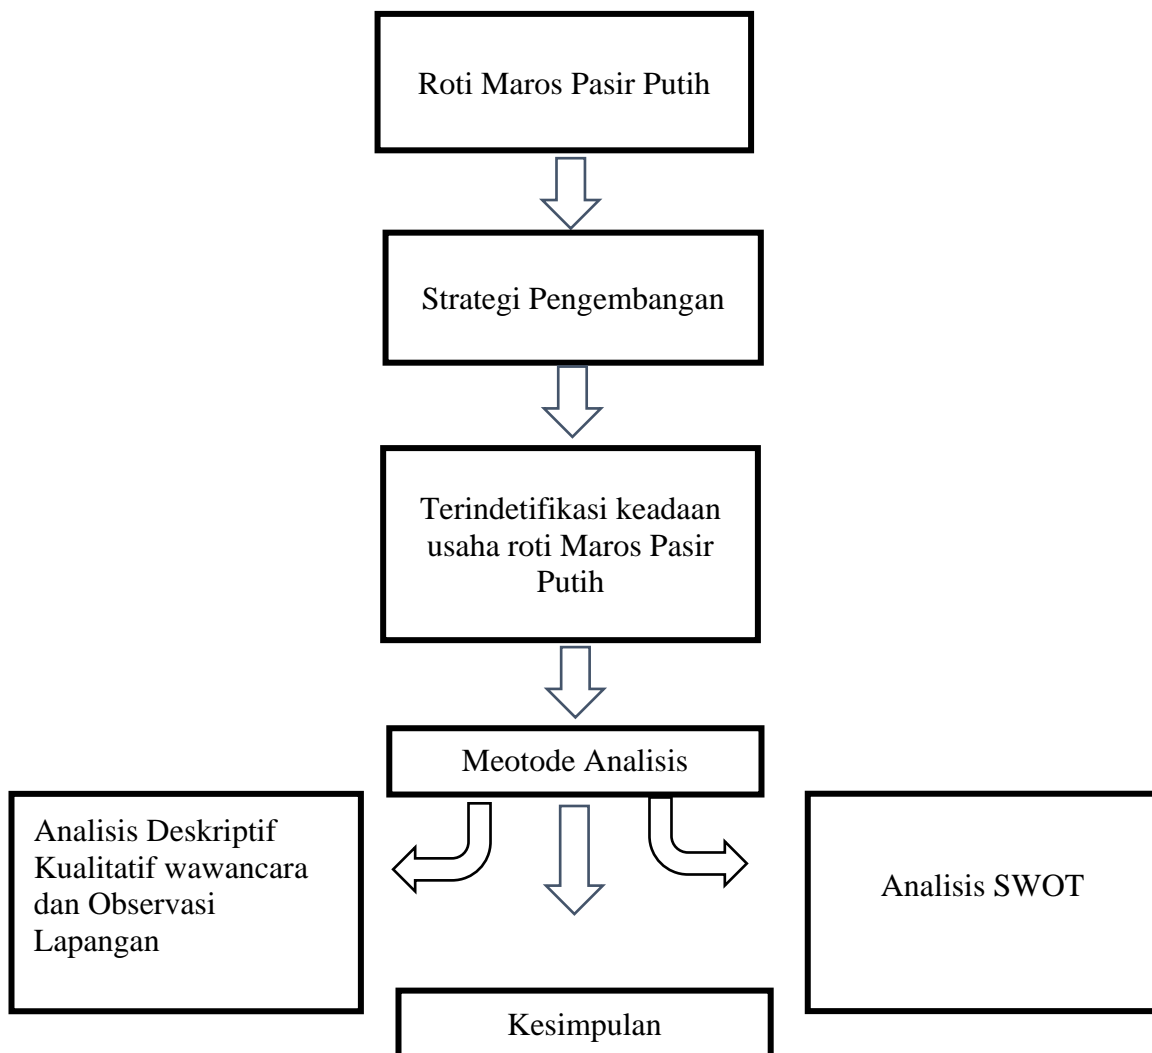 Roti Maros Pasir Putih
Strategi Pengembangan
Terindetifikasi keadaan
usaha roti Maros Pasir
Putih
Meotode Analisis
Analisis Deskriptif
Kualitatif wawancara
dan Observasi
Lapangan
Analisis SWOT
Kesimpulan